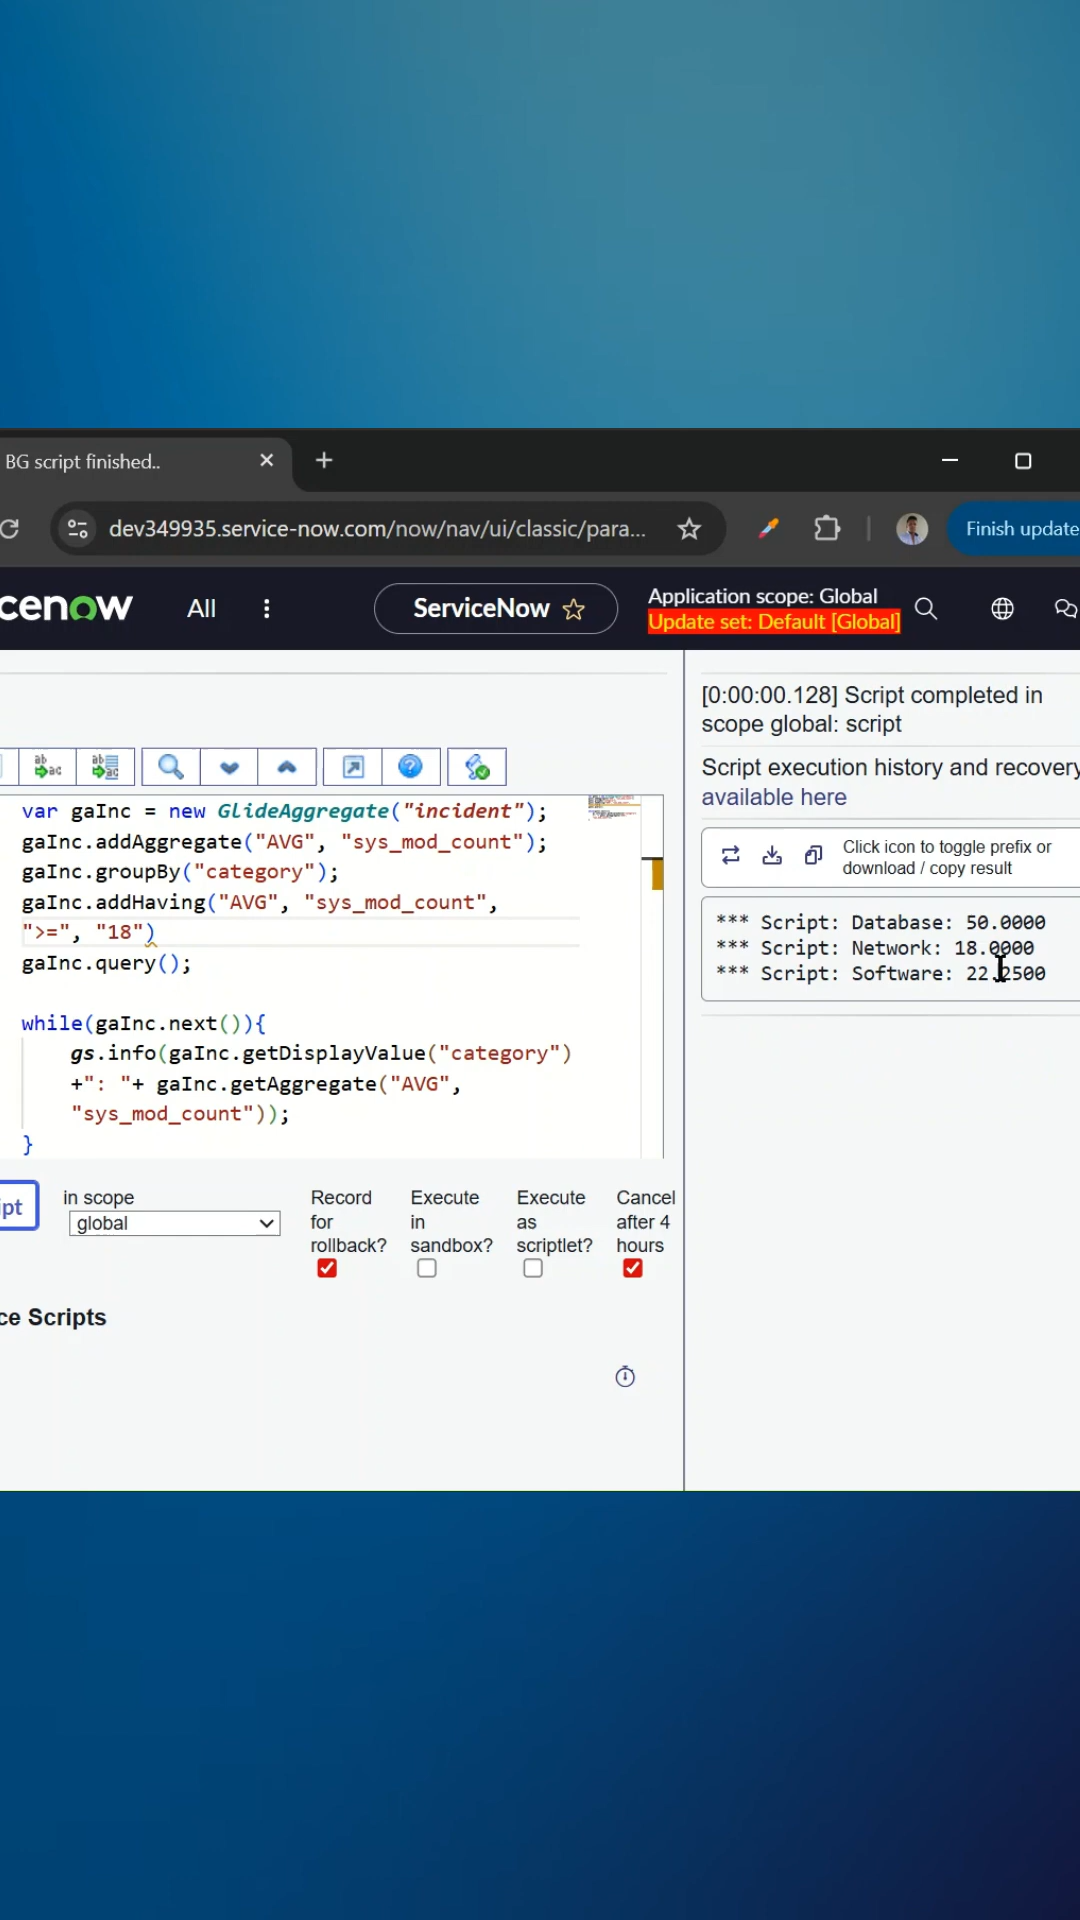 BG script finished..
dev349935.service-now.com/now/nav/ui/classic/para...
Finish update
cenow
All
ServiceNow
Application scope: Global
Update set: Default [Global]
[0:00:00.128] Script completed in
scope global: script
Script execution history and recovery
available here
Click icon to toggle prefix or
download / copy result
*** Script: Database: 50.0000
*** Script: Network: 18.0000
*** Script: Software: 22.2500
var gaInc = new GlideAggregate("incident");
gaInc.addAggregate("AVG", "sys_mod_count");
gaInc.groupBy("category");
gaInc.addHaving("AVG", "sys_mod_count",
">=", "18")
gaInc.query();
while(gaInc.next()){
gs.info(gaInc.getDisplayValue("category")
+": "+ gaInc.getAggregate("AVG",
"sys_mod_count"));
}
ipt
in scope
global
Record
for
rollback?
Execute
in
sandbox?
Execute
as
scriptlet?
Cancel
after 4
hours
ce Scripts